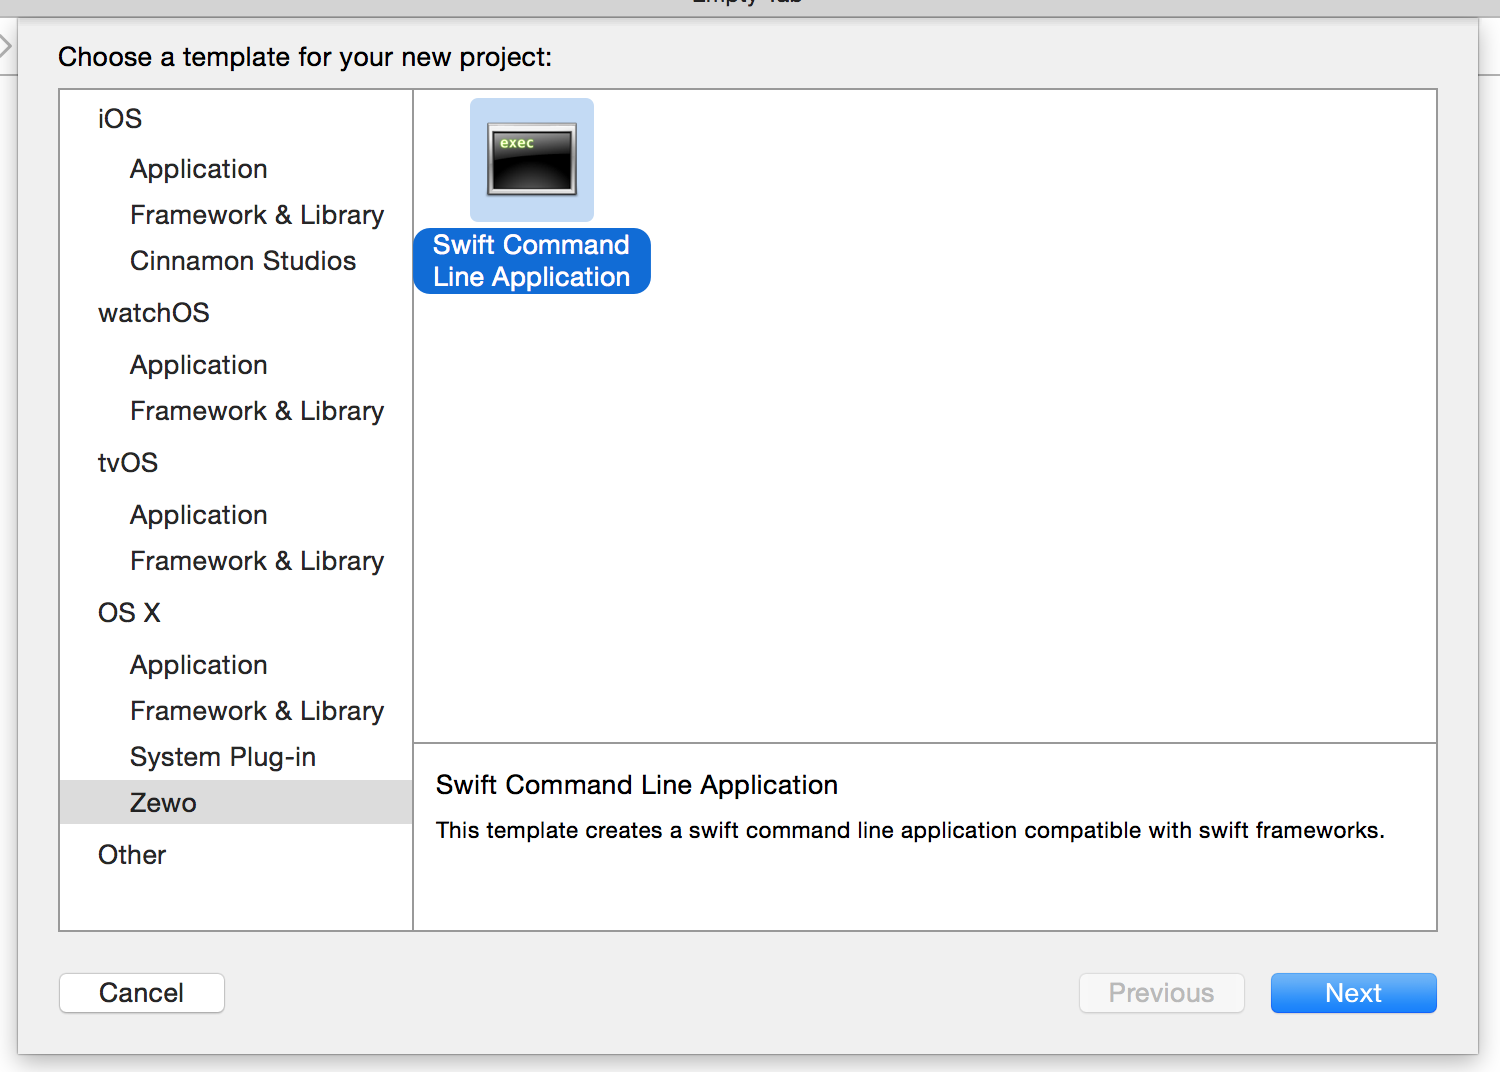 Empty Tab
Choose a template for your new project:
iOS
Application
Framework & Library
Cinnamon Studios
watchOS
Application
Framework & Library
tvOS
Application
Framework & Library
OS X
Application
Framework & Library
System Plug-in
Zewo
Other
exec
Swift Command
Line Application
Swift Command Line Application
This template creates a swift command line application compatible with swift frameworks.
Cancel
Previous
Next